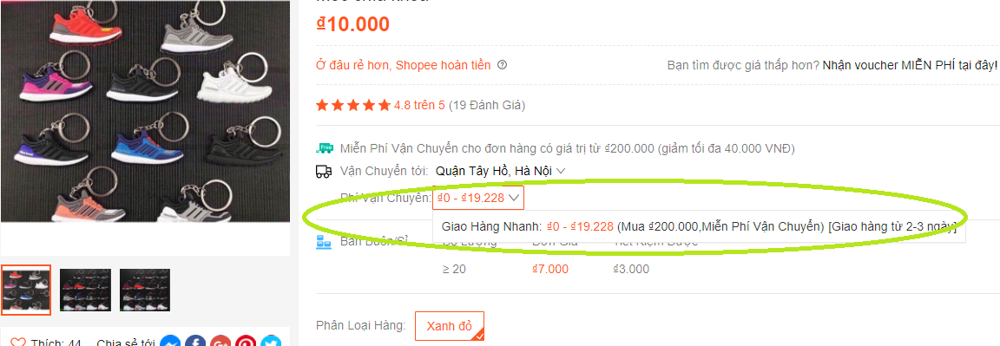 ₫10.000
Ở đâu rẻ hơn, Shopee hoàn tiền
Bạn tìm được giá thấp hơn? Nhận voucher MIỄN PHÍ tại đây!
4.8 trên 5 (19 Đánh Giá)
Free
Miễn Phí Vận Chuyển cho đơn hàng có giá trị từ ₫200.000 (giảm tối đa 40.000 VNĐ)
Vận Chuyển tới: Quận Tây Hồ, Hà Nội
Phí Vận Chuyển: ₫0 - ₫19.228
Giao Hàng Nhanh: ₫0 - ₫19.228 (Mua ₫200.000,Miễn Phí Vận Chuyển) [Giao hàng từ 2-3 ngày]
Bán Buôn/Sỉ Số Lượng Đơn Giá Tiết Kiệm Được
≥ 20 ₫7.000 ₫3.000
Phân Loại Hàng: Xanh đỏ
Thích: 44 Chia sẻ tới